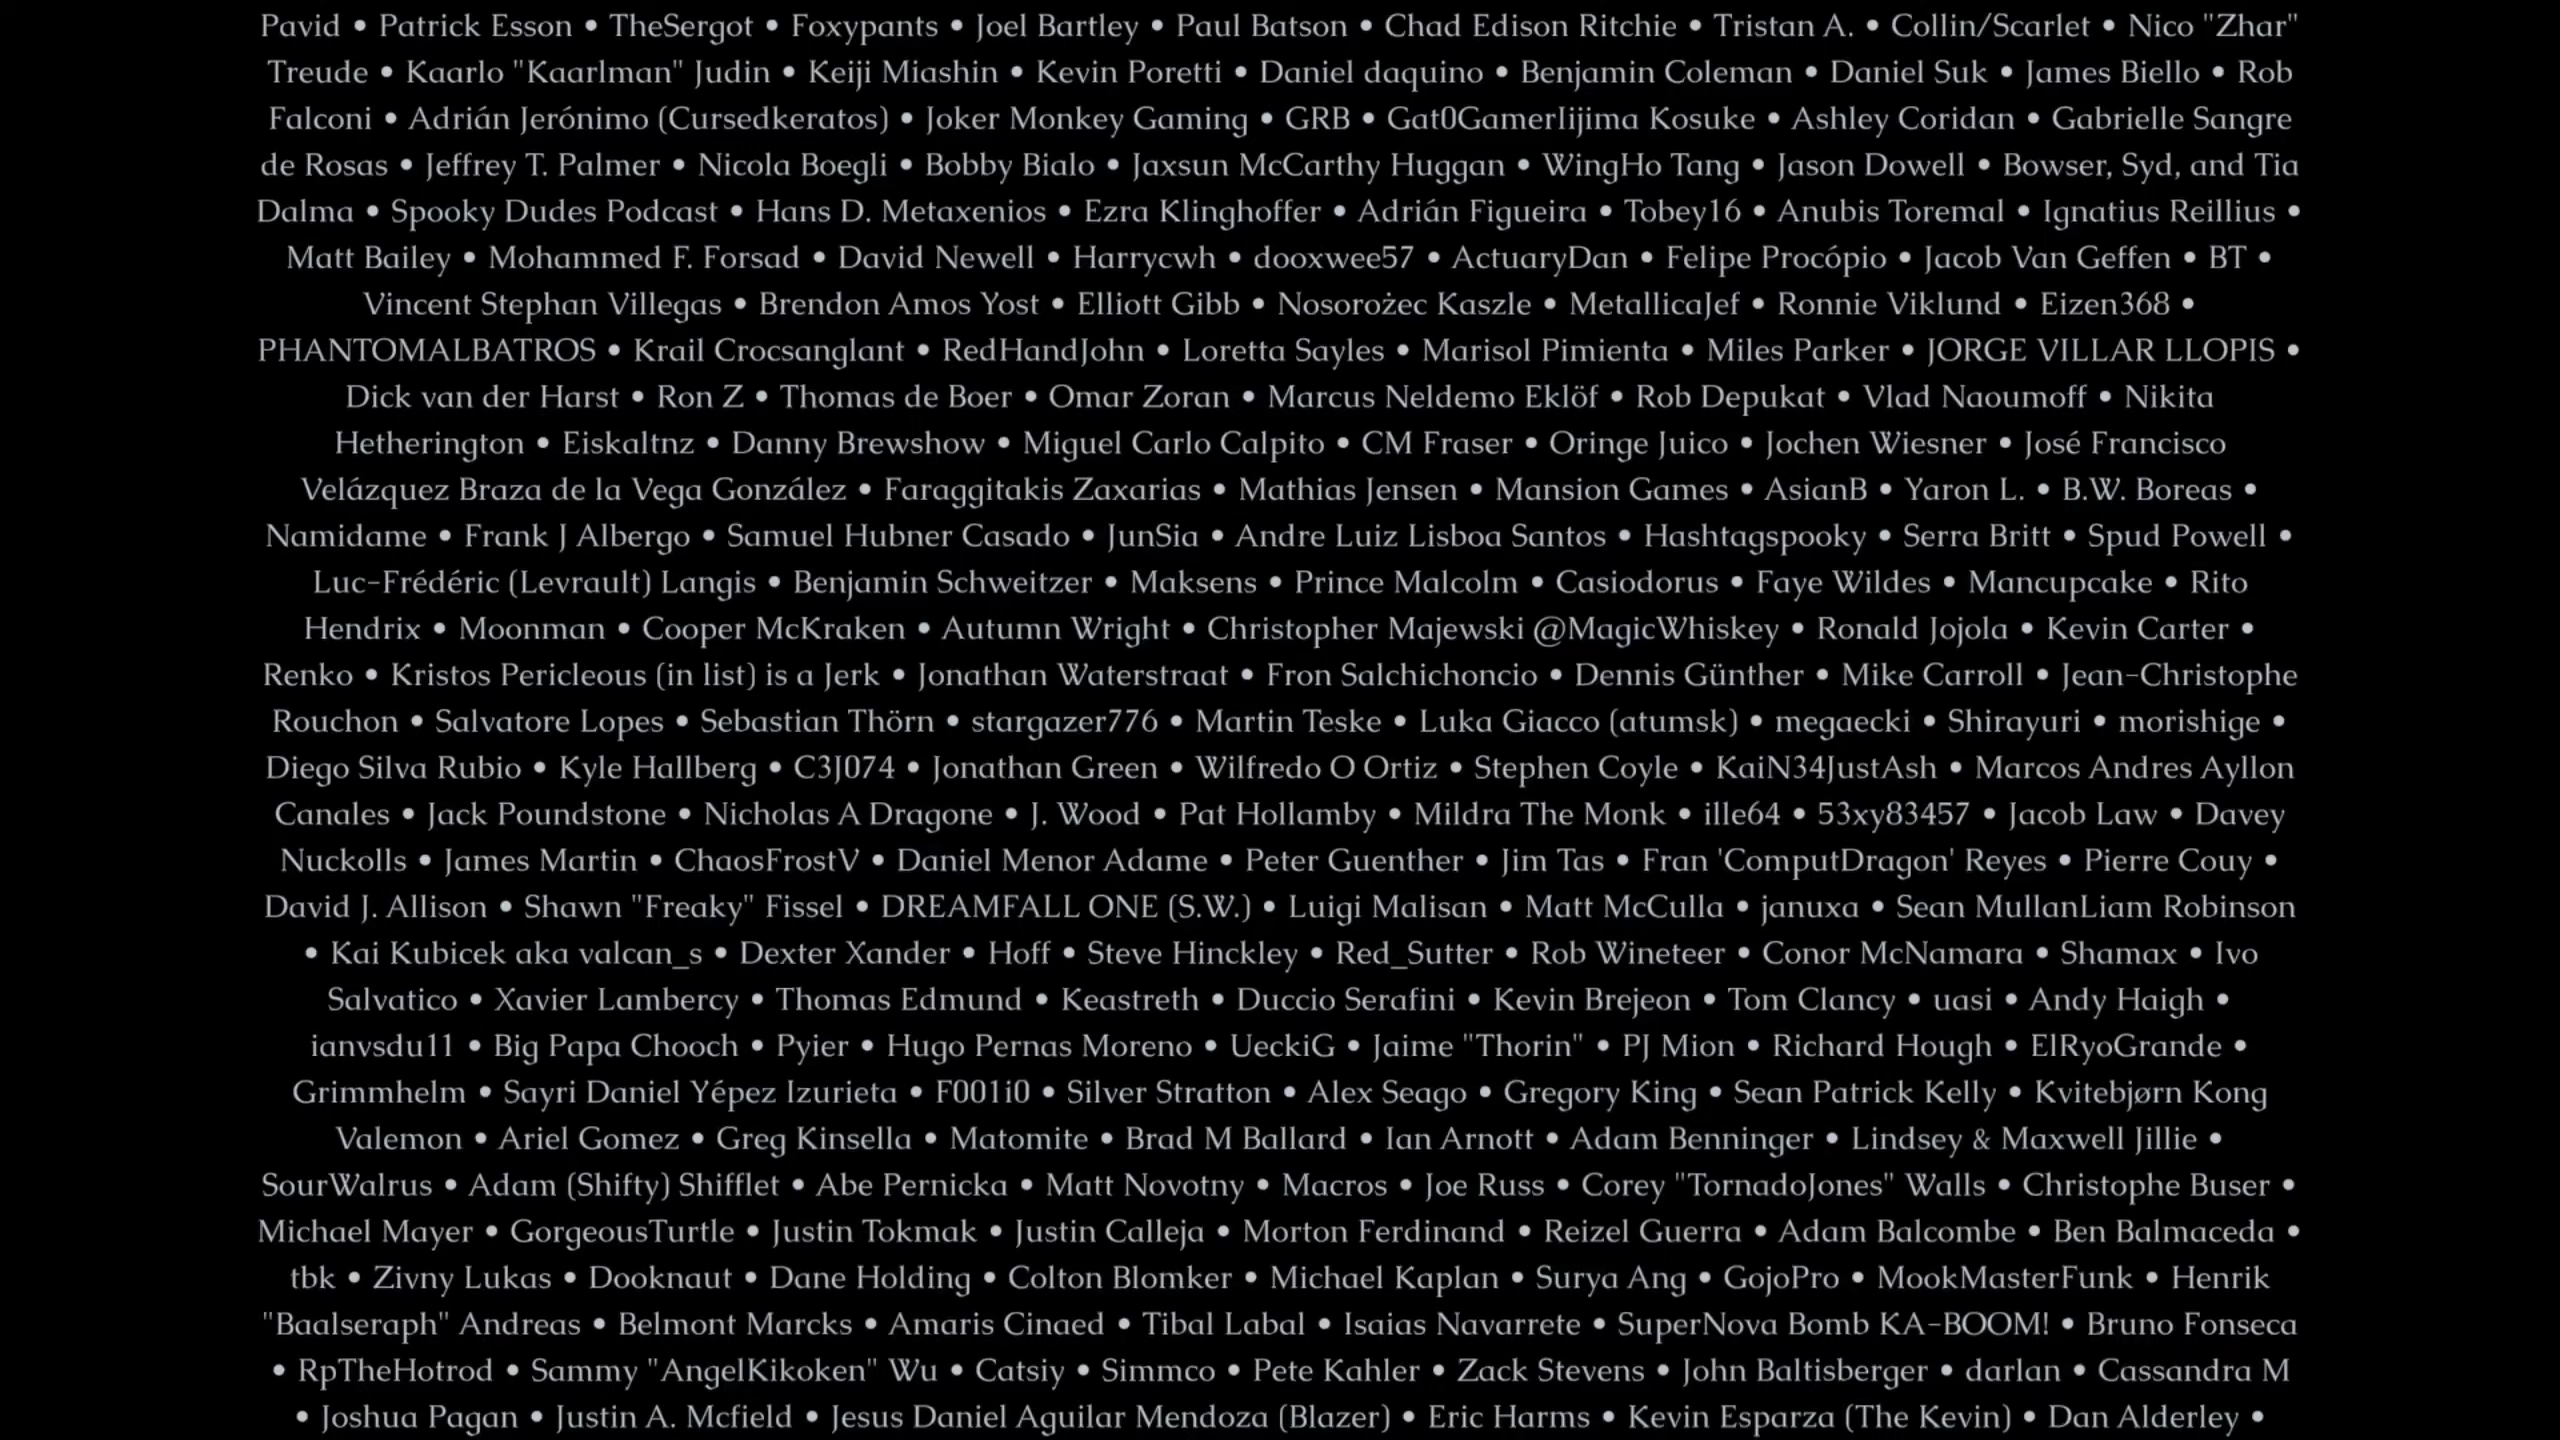 Pavid • Patrick Esson • TheSergot • Foxypants • Joel Bartley • Paul Batson • Chad Edison Ritchie • Tristan A. • Collin/Scarlet • Nico "Zhar"
Treude • Kaarlo "Kaarlman" Judin • Keiji Miashin • Kevin Poretti • Daniel daquino • Benjamin Coleman • Daniel Suk • James Biello • Rob
Falconi • Adrián Jerónimo (Cursedkeratos) • Joker Monkey Gaming • GRB • Gat0GamerIijima Kosuke • Ashley Coridan • Gabrielle Sangre
de Rosas • Jeffrey T. Palmer • Nicola Boegli • Bobby Bialo • Jaxsun McCarthy Huggan • WingHo Tang • Jason Dowell • Bowser, Syd, and Tia
Dalma • Spooky Dudes Podcast • Hans D. Metaxenios • Ezra Klinghoffer • Adrián Figueira • Tobey16 • Anubis Toremal • Ignatius Reillius •
Matt Bailey • Mohammed F. Forsad • David Newell • Harrycwh • dooxwee57 • ActuaryDan • Felipe Procópio • Jacob Van Geffen • BT •
Vincent Stephan Villegas • Brendon Amos Yost • Elliott Gibb • Nosorożec Kaszle • MetallicaJef • Ronnie Viklund • Eizen368 •
PHANTOMALBATROS • Krail Crocsanglant • RedHandJohn • Loretta Sayles • Marisol Pimienta • Miles Parker • JORGE VILLAR LLOPIS •
Dick van der Harst • Ron Z • Thomas de Boer • Omar Zoran • Marcus Neldemo Eklöf • Rob Depukat • Vlad Naoumoff • Nikita
Hetherington • Eiskaltnz • Danny Brewshow • Miguel Carlo Calpito • CM Fraser • Oringe Juico • Jochen Wiesner • José Francisco
Velázquez Braza de la Vega González • Faraggitakis Zaxarias • Mathias Jensen • Mansion Games • AsianB • Yaron L. • B.W. Boreas •
Namidame • Frank J Albergo • Samuel Hubner Casado • JunSia • Andre Luiz Lisboa Santos • Hashtagspooky • Serra Britt • Spud Powell •
Luc-Frédéric (Levrault) Langis • Benjamin Schweitzer • Maksens • Prince Malcolm • Casiodorus • Faye Wildes • Mancupcake • Rito
Hendrix • Moonman • Cooper McKraken • Autumn Wright • Christopher Majewski @MagicWhiskey • Ronald Jojola • Kevin Carter •
Renko • Kristos Pericleous (in list) is a Jerk • Jonathan Waterstraat • Fron Salchichoncio • Dennis Günther • Mike Carroll • Jean-Christophe
Rouchon • Salvatore Lopes • Sebastian Thörn • stargazer776 • Martin Teske • Luka Giacco (atumsk) • megaecki • Shirayuri • morishige •
Diego Silva Rubio • Kyle Hallberg • C3J074 • Jonathan Green • Wilfredo O Ortiz • Stephen Coyle • KaiN34JustAsh • Marcos Andres Ayllon
Canales • Jack Poundstone • Nicholas A Dragone • J. Wood • Pat Hollamby • Mildra The Monk • ille64 • 53xy83457 • Jacob Law • Davey
Nuckolls • James Martin • ChaosFrostV • Daniel Menor Adame • Peter Guenther • Jim Tas • Fran 'ComputDragon' Reyes • Pierre Couy •
David J. Allison • Shawn "Freaky" Fissel • DREAMFALL ONE (S.W.) • Luigi Malisan • Matt McCulla • januxa • Sean MullanLiam Robinson
• Kai Kubicek aka valcan_s • Dexter Xander • Hoff • Steve Hinckley • Red_Sutter • Rob Wineteer • Conor McNamara • Shamax • Ivo
Salvatico • Xavier Lambercy • Thomas Edmund • Keastreth • Duccio Serafini • Kevin Brejeon • Tom Clancy • uasi • Andy Haigh •
ianvsdu11 • Big Papa Chooch • Pyier • Hugo Pernas Moreno • UeckiG • Jaime "Thorin" • PJ Mion • Richard Hough • ElRyoGrande •
Grimmhelm • Sayri Daniel Yépez Izurieta • F001i0 • Silver Stratton • Alex Seago • Gregory King • Sean Patrick Kelly • Kvitebjørn Kong
Valemon • Ariel Gomez • Greg Kinsella • Matomite • Brad M Ballard • Ian Arnott • Adam Benninger • Lindsey & Maxwell Jillie •
SourWalrus • Adam (Shifty) Shifflet • Abe Pernicka • Matt Novotny • Macros • Joe Russ • Corey "TornadoJones" Walls • Christophe Buser •
Michael Mayer • GorgeousTurtle • Justin Tokmak • Justin Calleja • Morton Ferdinand • Reizel Guerra • Adam Balcombe • Ben Balmaceda •
tbk • Zivny Lukas • Dooknaut • Dane Holding • Colton Blomker • Michael Kaplan • Surya Ang • GojoPro • MookMasterFunk • Henrik
"Baalseraph" Andreas • Belmont Marcks • Amaris Cinaed • Tibal Labal • Isaias Navarrete • SuperNova Bomb KA-BOOM! • Bruno Fonseca
• RpTheHotrod • Sammy "AngelKikoken" Wu • Catsiy • Simmco • Pete Kahler • Zack Stevens • John Baltisberger • darlan • Cassandra M
• Joshua Pagan • Justin A. Mcfield • Jesus Daniel Aguilar Mendoza (Blazer) • Eric Harms • Kevin Esparza (The Kevin) • Dan Alderley •